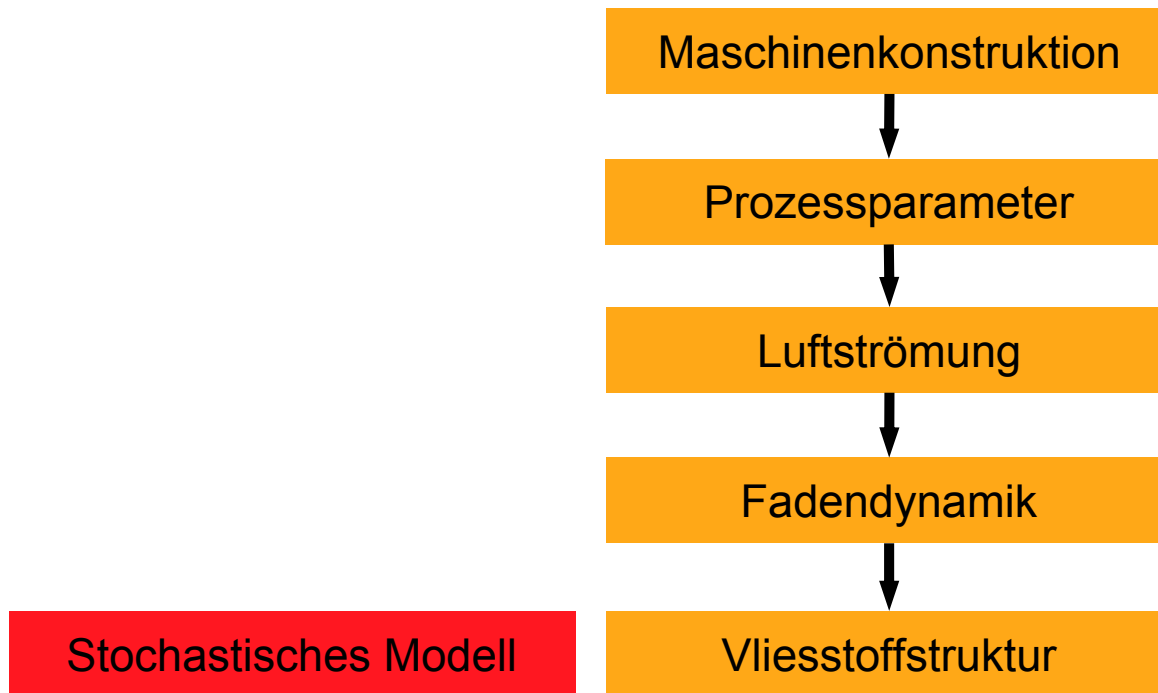 Maschinenkonstruktion
Prozessparameter
Luftströmung
Fadendynamik
Stochastisches Modell
Vliesstoffstruktur